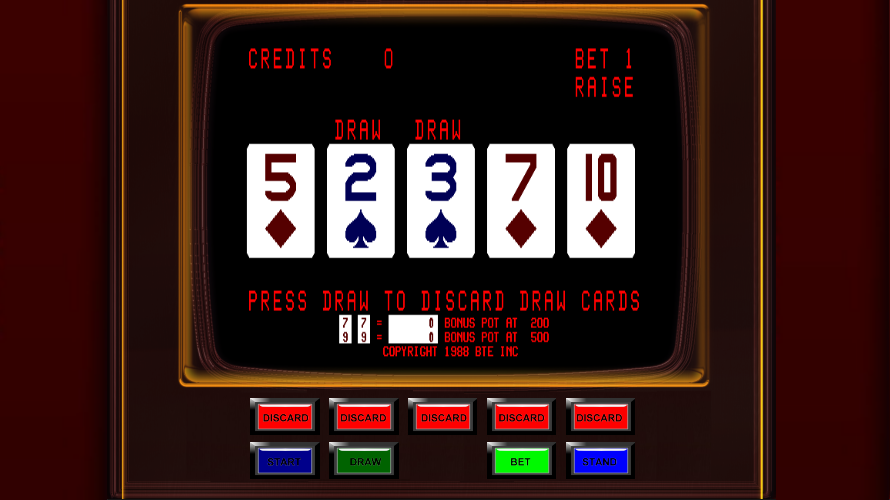 CREDITS 0 BET 1
RAISE
DRAW DRAW
5 2 3 7 10
PRESS DRAW TO DISCARD DRAW CARDS
7 7 = 0 BONUS POT AT 200
9 9 = 0 BONUS POT AT 500
COPYRIGHT 1988 BTE INC
DISCARD DISCARD DISCARD DISCARD DISCARD
START DRAW BET STAND